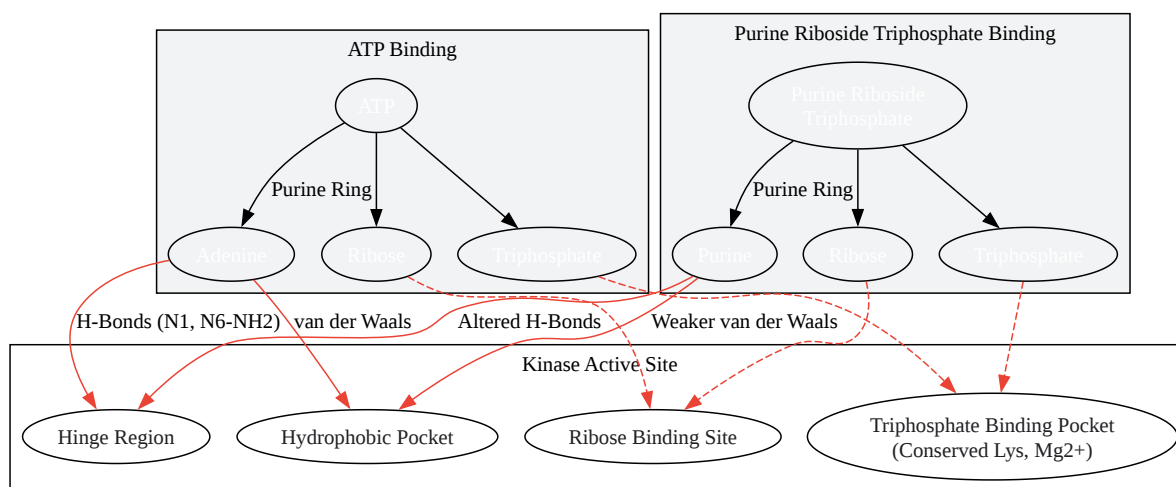 ATP Binding
Purine Riboside Triphosphate Binding
ATP
Purine Riboside
Triphosphate
Purine Ring
Purine Ring
Adenine
Ribose
Triphosphate
Purine
Ribose
Triphosphate
H-Bonds (N1, N6-NH2)
van der Waals
Altered H-Bonds
Weaker van der Waals
Kinase Active Site
Hinge Region
Hydrophobic Pocket
Ribose Binding Site
Triphosphate Binding Pocket
(Conserved Lys, Mg2+)